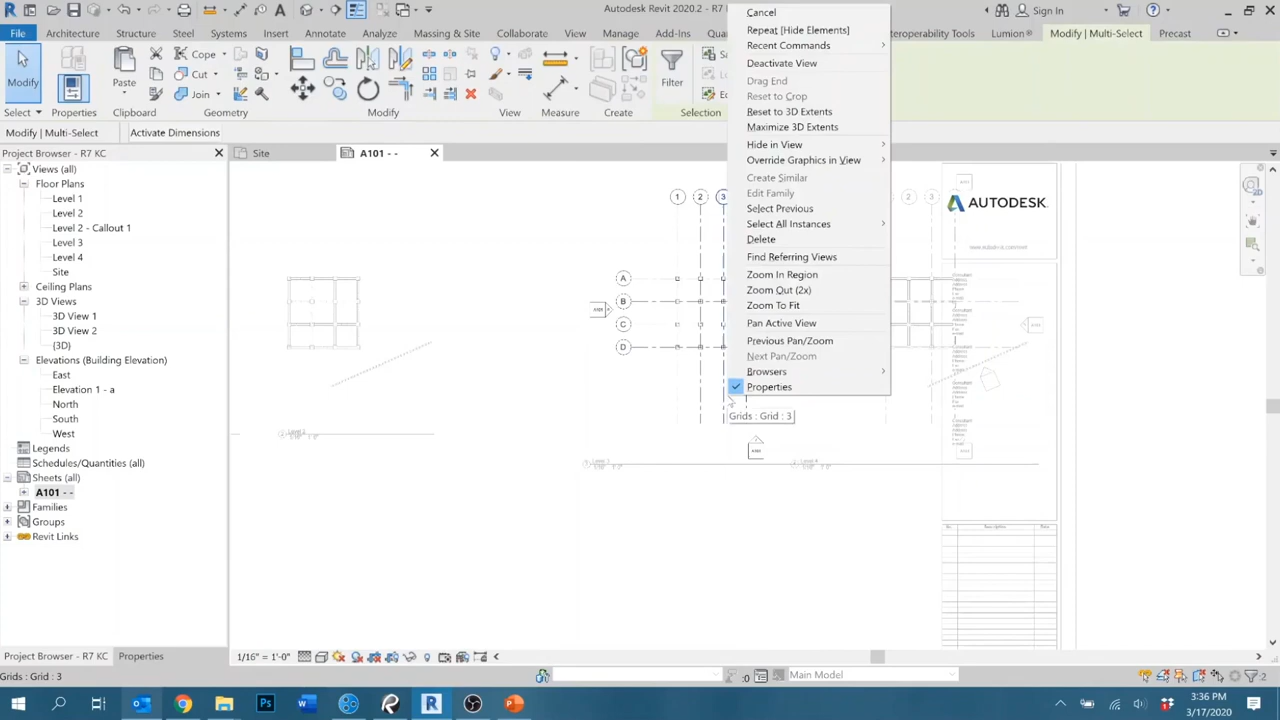 Autodesk Revit 2020.2 -
Sign In
File Architecture Structure Steel Systems Insert Annotate Analyze Massing & Site Collaborate View Manage Add-Ins
eroperability Tools Lumion® Modify | Multi-Select Precast
Modify
Paste
Cope
Cut
Join
Filter
Select Properties Clipboard Geometry Modify View Measure Create Selection
Modify | Multi-Select Activate Dimensions
Project Browser - R7 KC
Site
A101 - -
Views (all)
Floor Plans
Level 1
Level 2
Level 2 - Callout 1
Level 3
Level 4
Site
Ceiling Plans
3D Views
3D View 1
3D View 2
(3D)
Elevations (Building Elevation)
East
Elevation 1 - a
North
South
West
Legends
Schedules/Quantities (all)
Sheets (all)
A101 - -
Families
Groups
Revit Links
Cancel
Repeat [Hide Elements]
Recent Commands
Deactivate View
Drag End
Reset to Crop
Reset to 3D Extents
Maximize 3D Extents
Hide in View
Override Graphics in View
Create Similar
Edit Family
Select Previous
Select All Instances
Delete
Find Referring Views
Zoom In Region
Zoom Out (2x)
Zoom To Fit
Pan Active View
Previous Pan/Zoom
Next Pan/Zoom
Browsers
Properties
Grids : Grid : 3
1 2 3
2 3
A
B
C
D
AUTODESK.
Project Browser - R7 KC Properties
1/16" = 1'-0"
Grids : Grid :
:0
Main Model
3:36 PM
3/17/2020